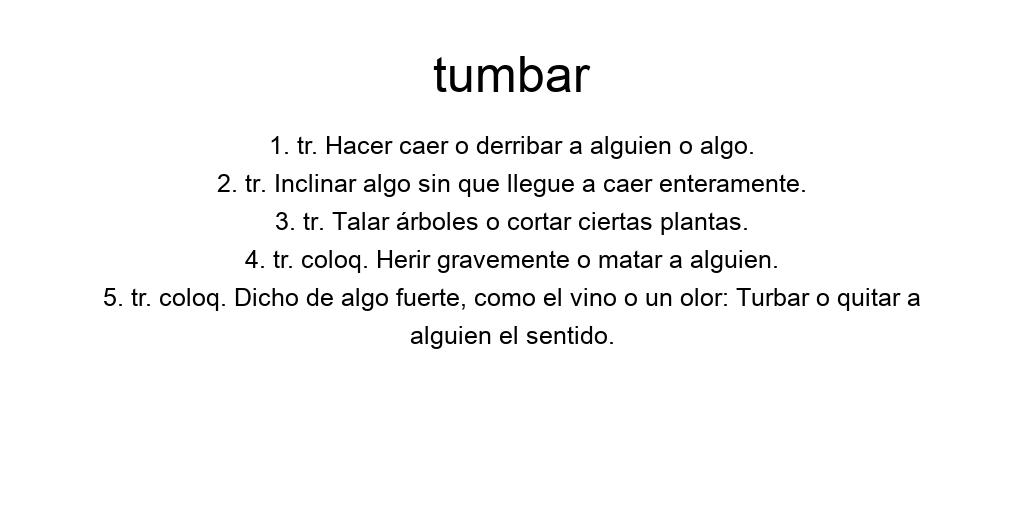 tumbar
1. tr. Hacer caer o derribar a alguien o algo.
2. tr. Inclinar algo sin que llegue a caer enteramente.
3. tr. Talar árboles o cortar ciertas plantas.
4. tr. coloq. Herir gravemente o matar a alguien.
5. tr. coloq. Dicho de algo fuerte, como el vino o un olor: Turbar o quitar a
alguien el sentido.